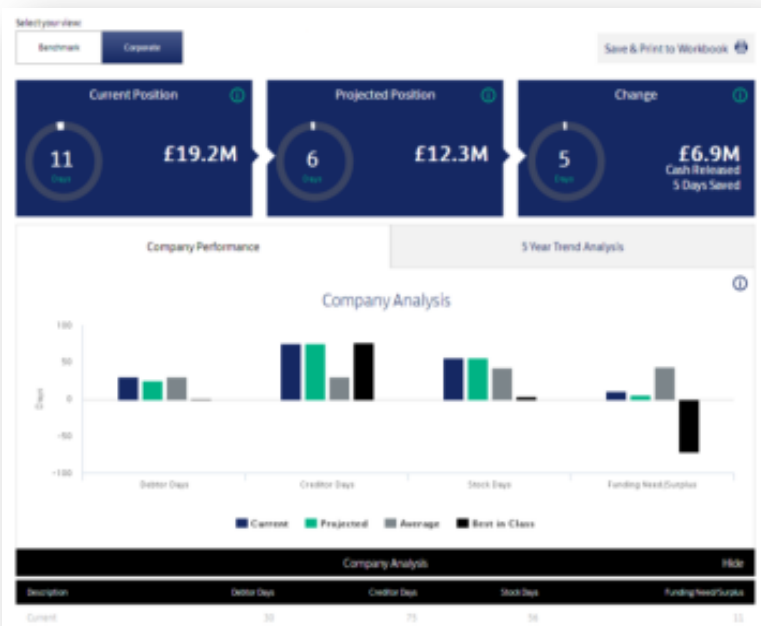 Select your view:
Benchmark
Corporate
Save & Print to Workbook
Current Position
11
Days
£19.2M
Projected Position
6
Days
£12.3M
Change
5
Days
£6.9M
Cash Released
5 Days Saved
Company Performance
5 Year Trend Analysis
Company Analysis
100
50
0
-50
-100
Days
Debtor Days
Creditor Days
Stock Days
Funding Need/Surplus
Current
Projected
Average
Best in Class
Company Analysis
Hide
Description
Debtor Days
Creditor Days
Stock Days
Funding Need/Surplus
Current
30
75
56
11